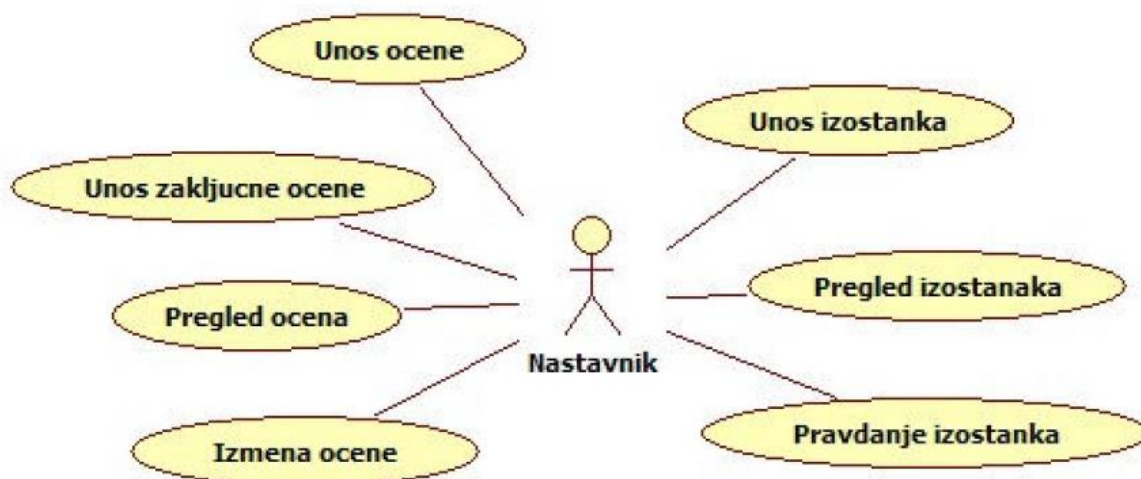 Unos ocene
Unos izostanka
Unos zakljucne ocene
Pregled ocena
Pregled izostanaka
Nastavnik
Izmena ocene
Pravdanje izostanka